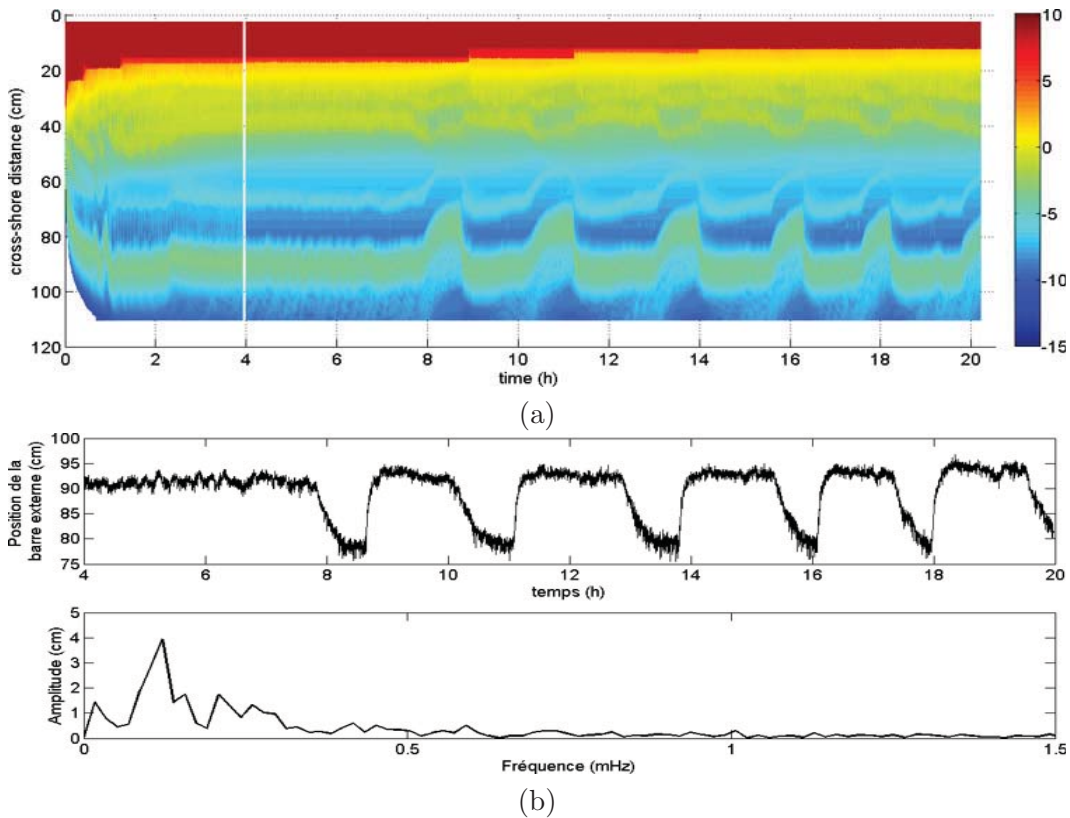 0
20
40
60
80
100
120
cross-shore distance (cm)
0 2 4 6 8 10 12 14 16 18 20
time (h)
10
5
0
-5
-10
-15
(a)
100
95
90
85
80
75
Position de la
barre externe (cm)
4 6 8 10 12 14 16 18 20
temps (h)
5
4
3
2
1
0
Amplitude (cm)
0 0.5 1 1.5
Fréquence (mHz)
(b)